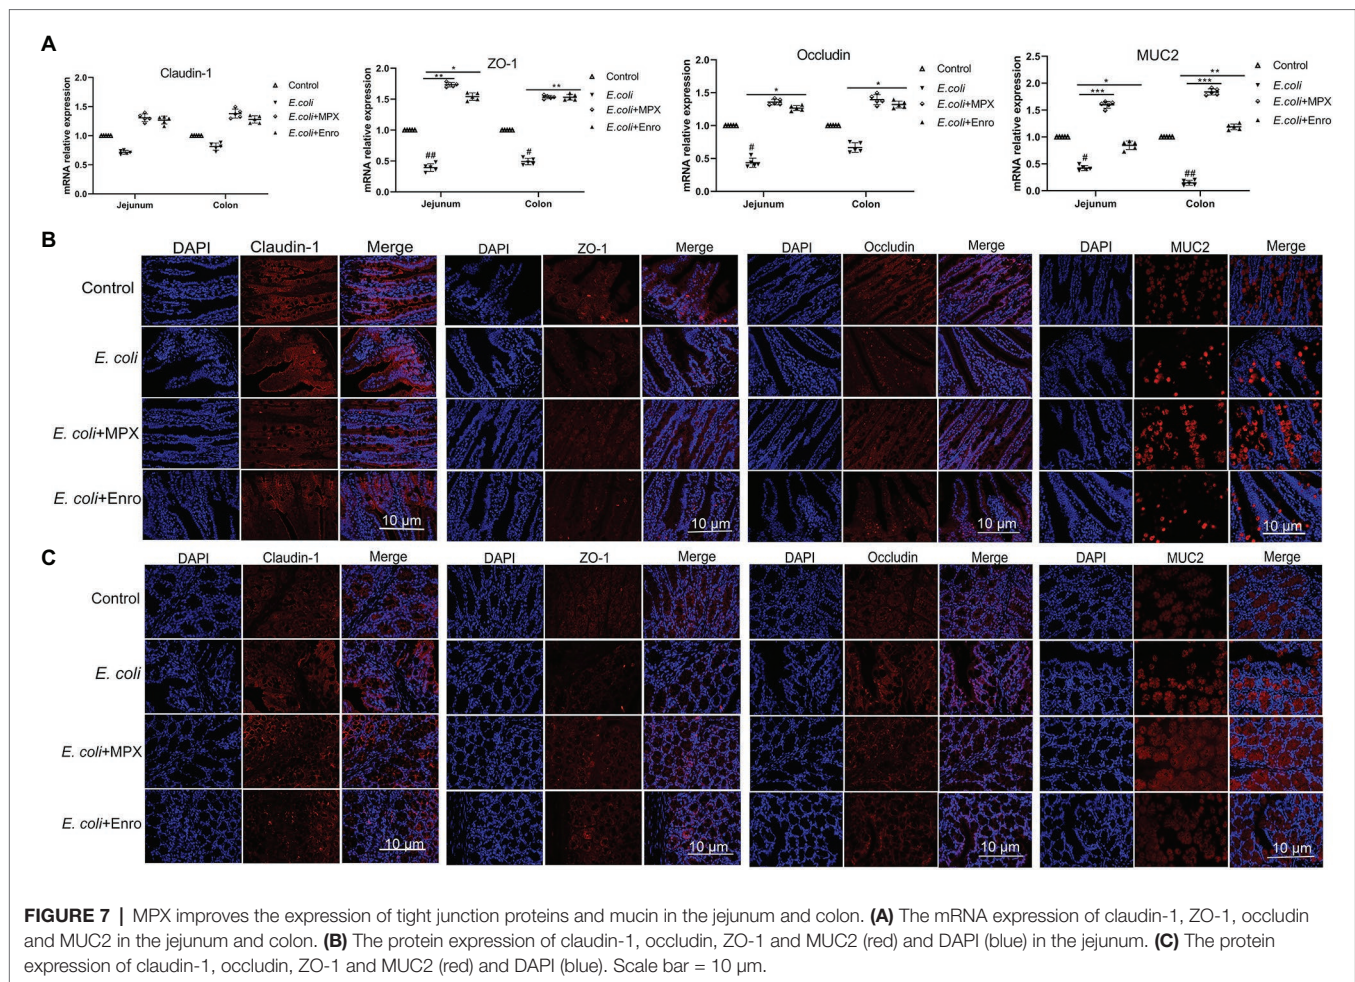 A
Claudin-1
mRNA relative expression
2.0
1.5
1.0
0.5
0.0
Jejunum
Colon
Control
E.coli
E.coli+MPX
E.coli+Enro
ZO-1
mRNA relative expression
2.0
1.5
1.0
0.5
0.0
*
**
**
##
#
Jejunum
Colon
Control
E.coli
E.coli+MPX
E.coli+Enro
Occludin
mRNA relative expression
2.0
1.5
1.0
0.5
0.0
*
*
#
Jejunum
Colon
Control
E.coli
E.coli+MPX
E.coli+Enro
MUC2
mRNA relative expression
2.5
2.0
1.5
1.0
0.5
0.0
*
***
**
***
#
##
Jejunum
Colon
Control
E.coli
E.coli+MPX
E.coli+Enro
B
DAPI Claudin-1 Merge DAPI ZO-1 Merge DAPI Occludin Merge DAPI MUC2 Merge
Control
E. coli
E. coli+MPX
E. coli+Enro
10 µm 10 µm 10 µm 10 µm
C
DAPI Claudin-1 Merge DAPI ZO-1 Merge DAPI Occludin Merge DAPI MUC2 Merge
Control
E. coli
E. coli+MPX
E. coli+Enro
10 µm 10 µm 10 µm 10 µm
FIGURE 7 | MPX improves the expression of tight junction proteins and mucin in the jejunum and colon. (A) The mRNA expression of claudin-1, ZO-1, occludin
and MUC2 in the jejunum and colon. (B) The protein expression of claudin-1, occludin, ZO-1 and MUC2 (red) and DAPI (blue) in the jejunum. (C) The protein
expression of claudin-1, occludin, ZO-1 and MUC2 (red) and DAPI (blue). Scale bar = 10 µm.